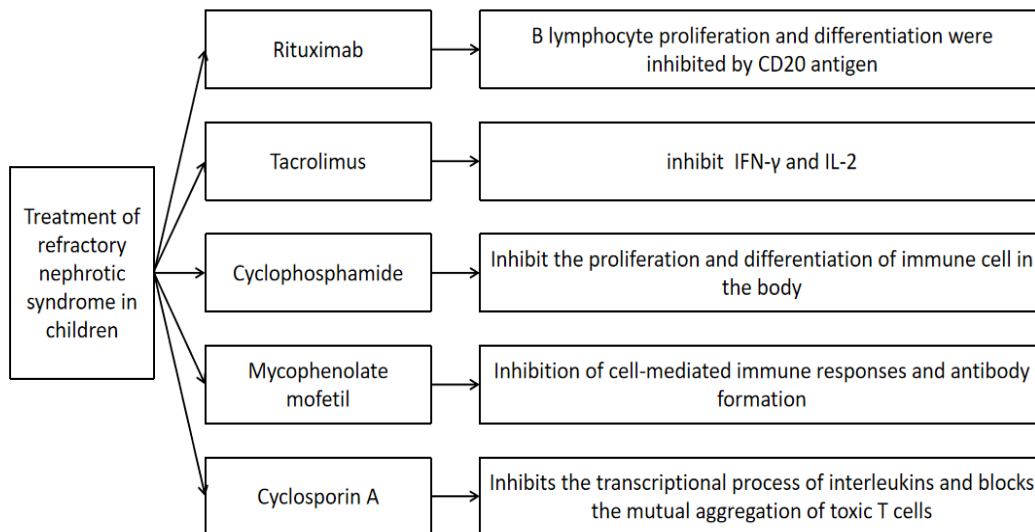 Treatment of
refractory
nephrotic
syndrome in
children
Rituximab
B lymphocyte proliferation and differentiation were
inhibited by CD20 antigen
Tacrolimus
inhibit  IFN-γ and IL-2
Cyclophosphamide
Inhibit the proliferation and differentiation of immune cell in
the body
Mycophenolate
mofetil
Inhibition of cell-mediated immune responses and antibody
formation
Cyclosporin A
Inhibits the transcriptional process of interleukins and blocks
the mutual aggregation of toxic T cells